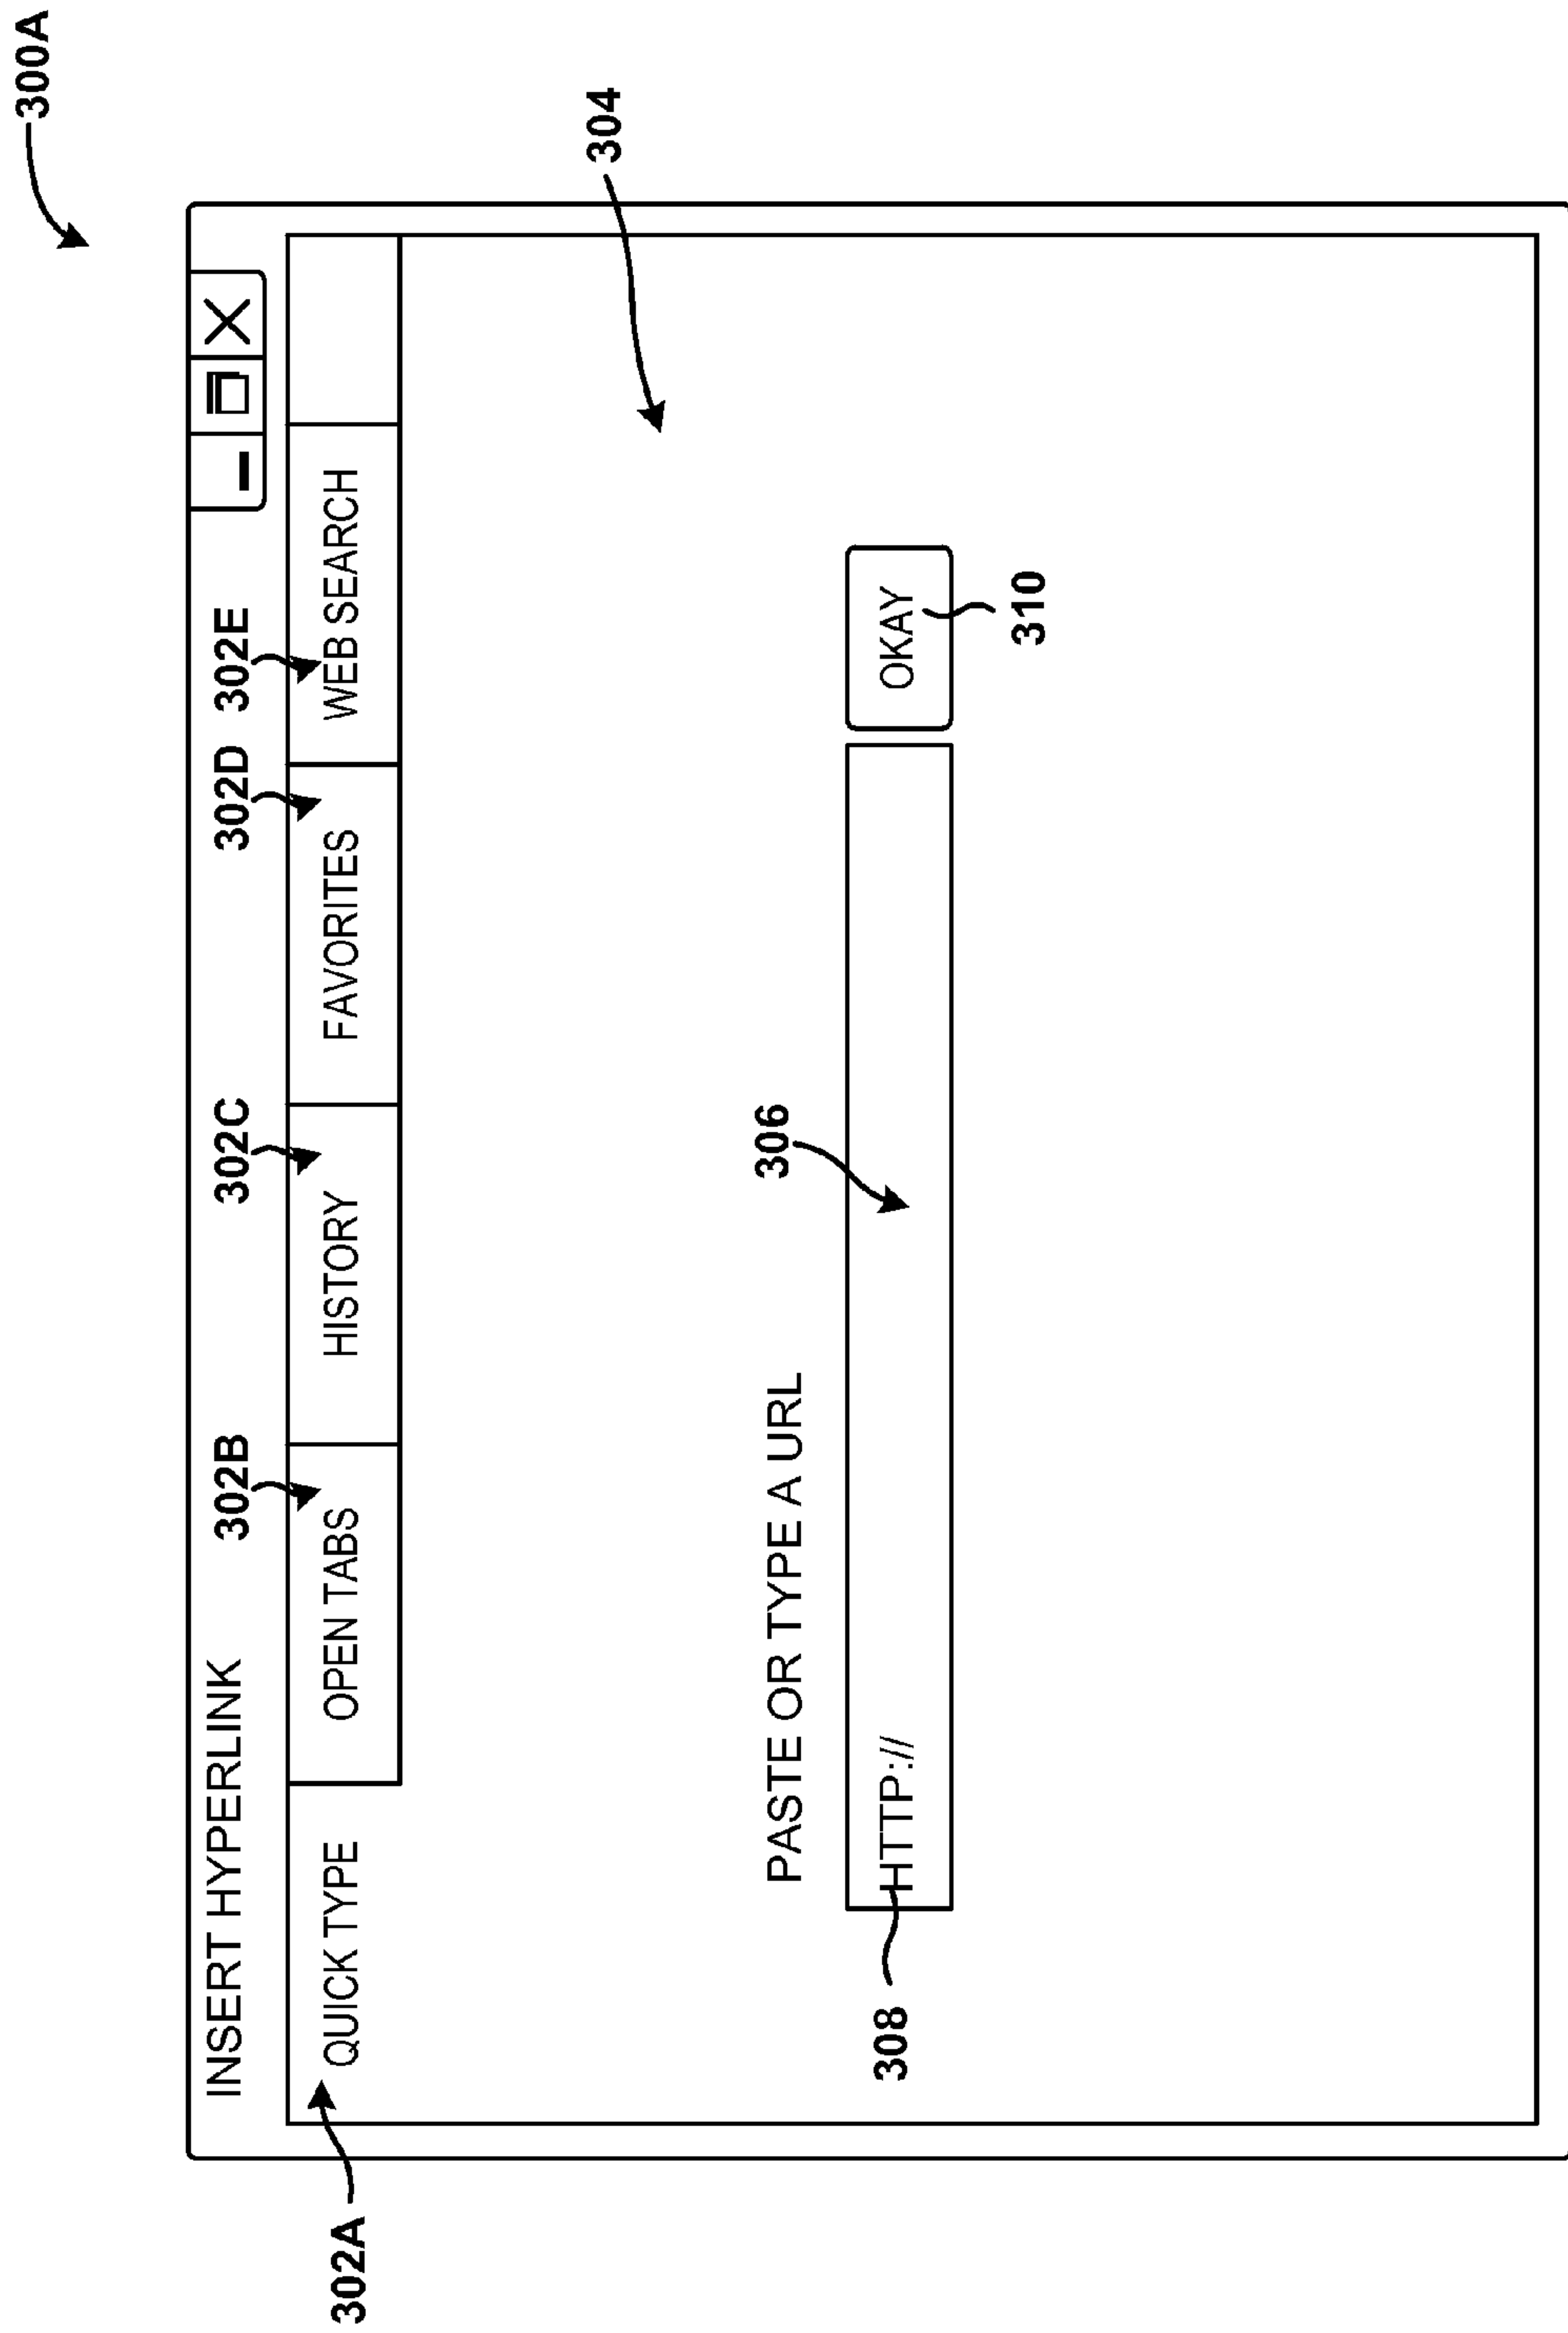 300A
INSERT HYPERLINK
302B
302C
302D
302E
302A
QUICK TYPE
OPEN TABS
HISTORY
FAVORITES
WEB SEARCH
304
PASTE OR TYPE A URL
306
308
HTTP://
OKAY
310